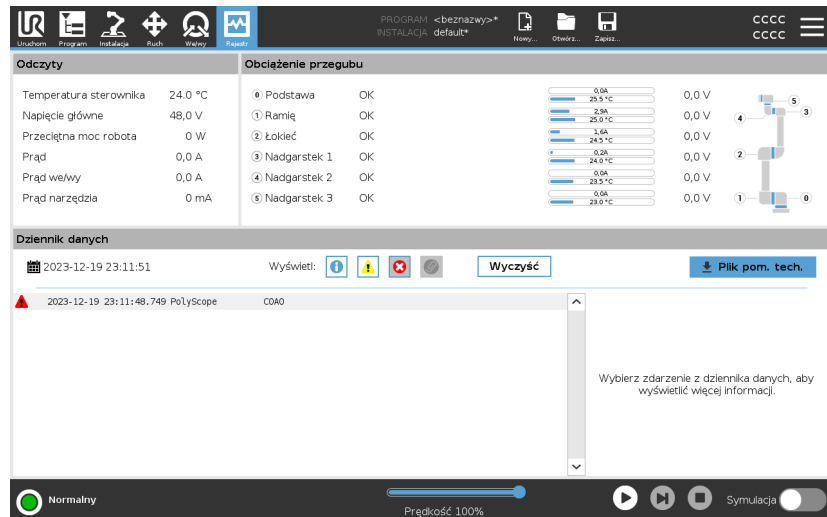 PROGRAM <beznazwy>*
INSTALACJA default*
Uruchom Program Instalacja Ruch We/wy Rejestr
Nowy... Otwórz... Zapisz...
CCCC
CCCC
Odczyty
Temperatura sterownika 24.0 °C
Napięcie główne 48,0 V
Przeciętna moc robota 0 W
Prąd 0,0 A
Prąd we/wy 0,0 A
Prąd narzędzia 0 mA
Obciążenie przegubu
0 Podstawa OK 0,0A 25.5 °C 0,0 V
1 Ramię OK 2,9A 25.0 °C 0,0 V
2 Łokieć OK 1,6A 24.5 °C 0,0 V
3 Nadgarstek 1 OK 0,2A 24.0 °C 0,0 V
4 Nadgarstek 2 OK 0,0A 23.5 °C 0,0 V
5 Nadgarstek 3 OK 0,0A 23.0 °C 0,0 V
5
4 3
2
1 0
Dziennik danych
2023-12-19 23:11:51 Wyświetl: Wyczyść Plik pom. tech.
2023-12-19 23:11:48.749 PolyScope C0A0
Wybierz zdarzenie z dziennika danych, aby
wyświetlić więcej informacji.
Normalny
Prędkość 100%
Symulacja